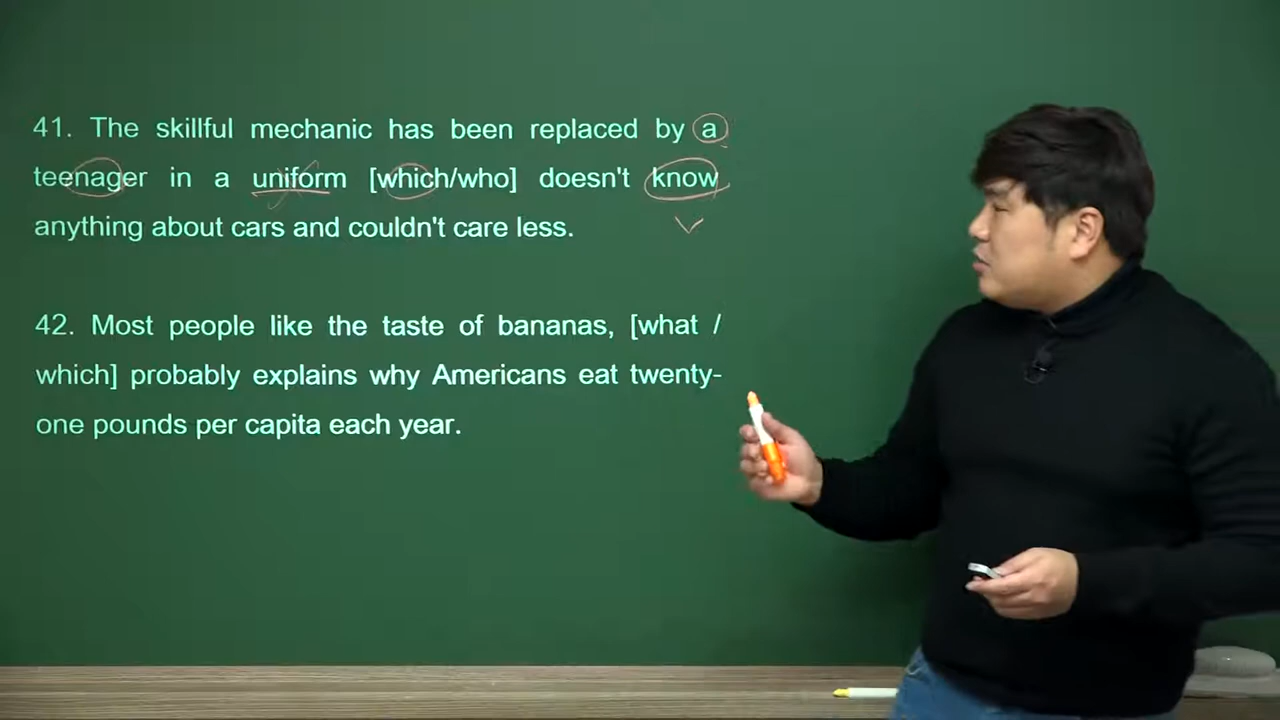 41. The skillful mechanic has been replaced by a
teenager in a uniform [which/who] doesn't know
anything about cars and couldn't care less.
42. Most people like the taste of bananas, [what /
which] probably explains why Americans eat twenty-
one pounds per capita each year.